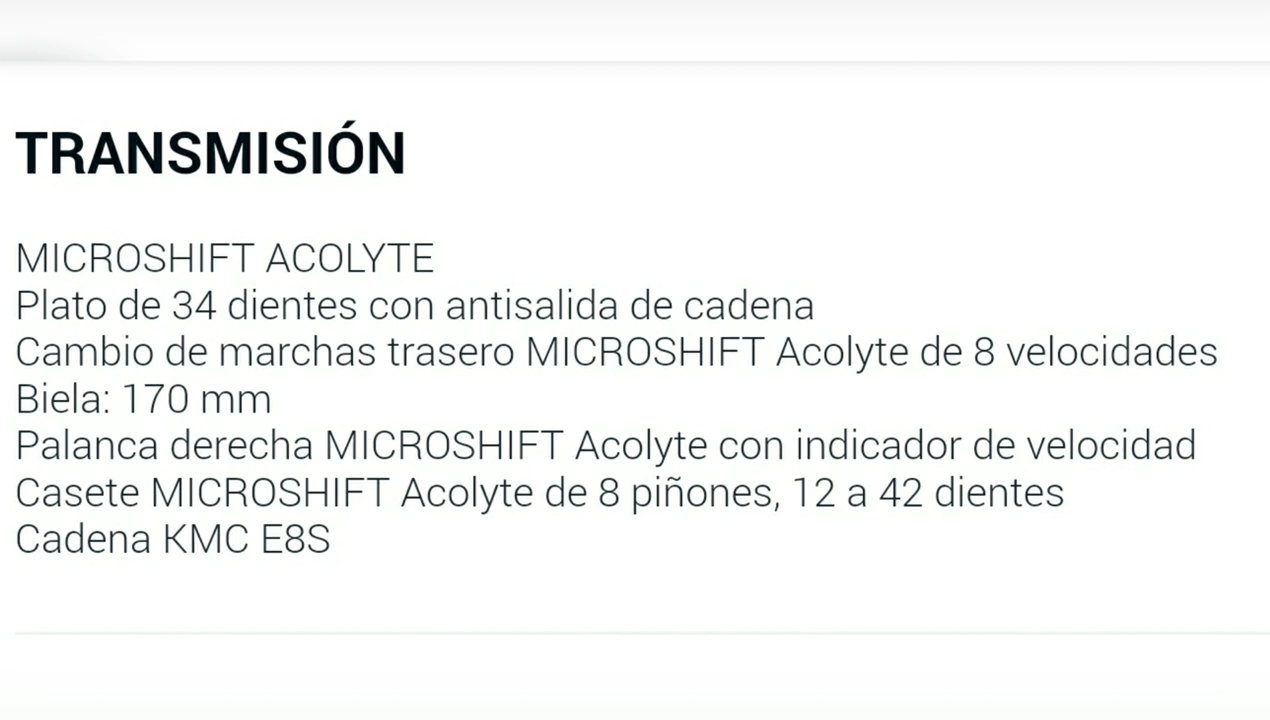 TRANSMISIÓN
MICROSHIFT ACOLYTE
Plato de 34 dientes con antisalida de cadena
Cambio de marchas trasero MICROSHIFT Acolyte de 8 velocidades
Biela: 170 mm
Palanca derecha MICROSHIFT Acolyte con indicador de velocidad
Casete MICROSHIFT Acolyte de 8 piñones, 12 a 42 dientes
Cadena KMC E8S